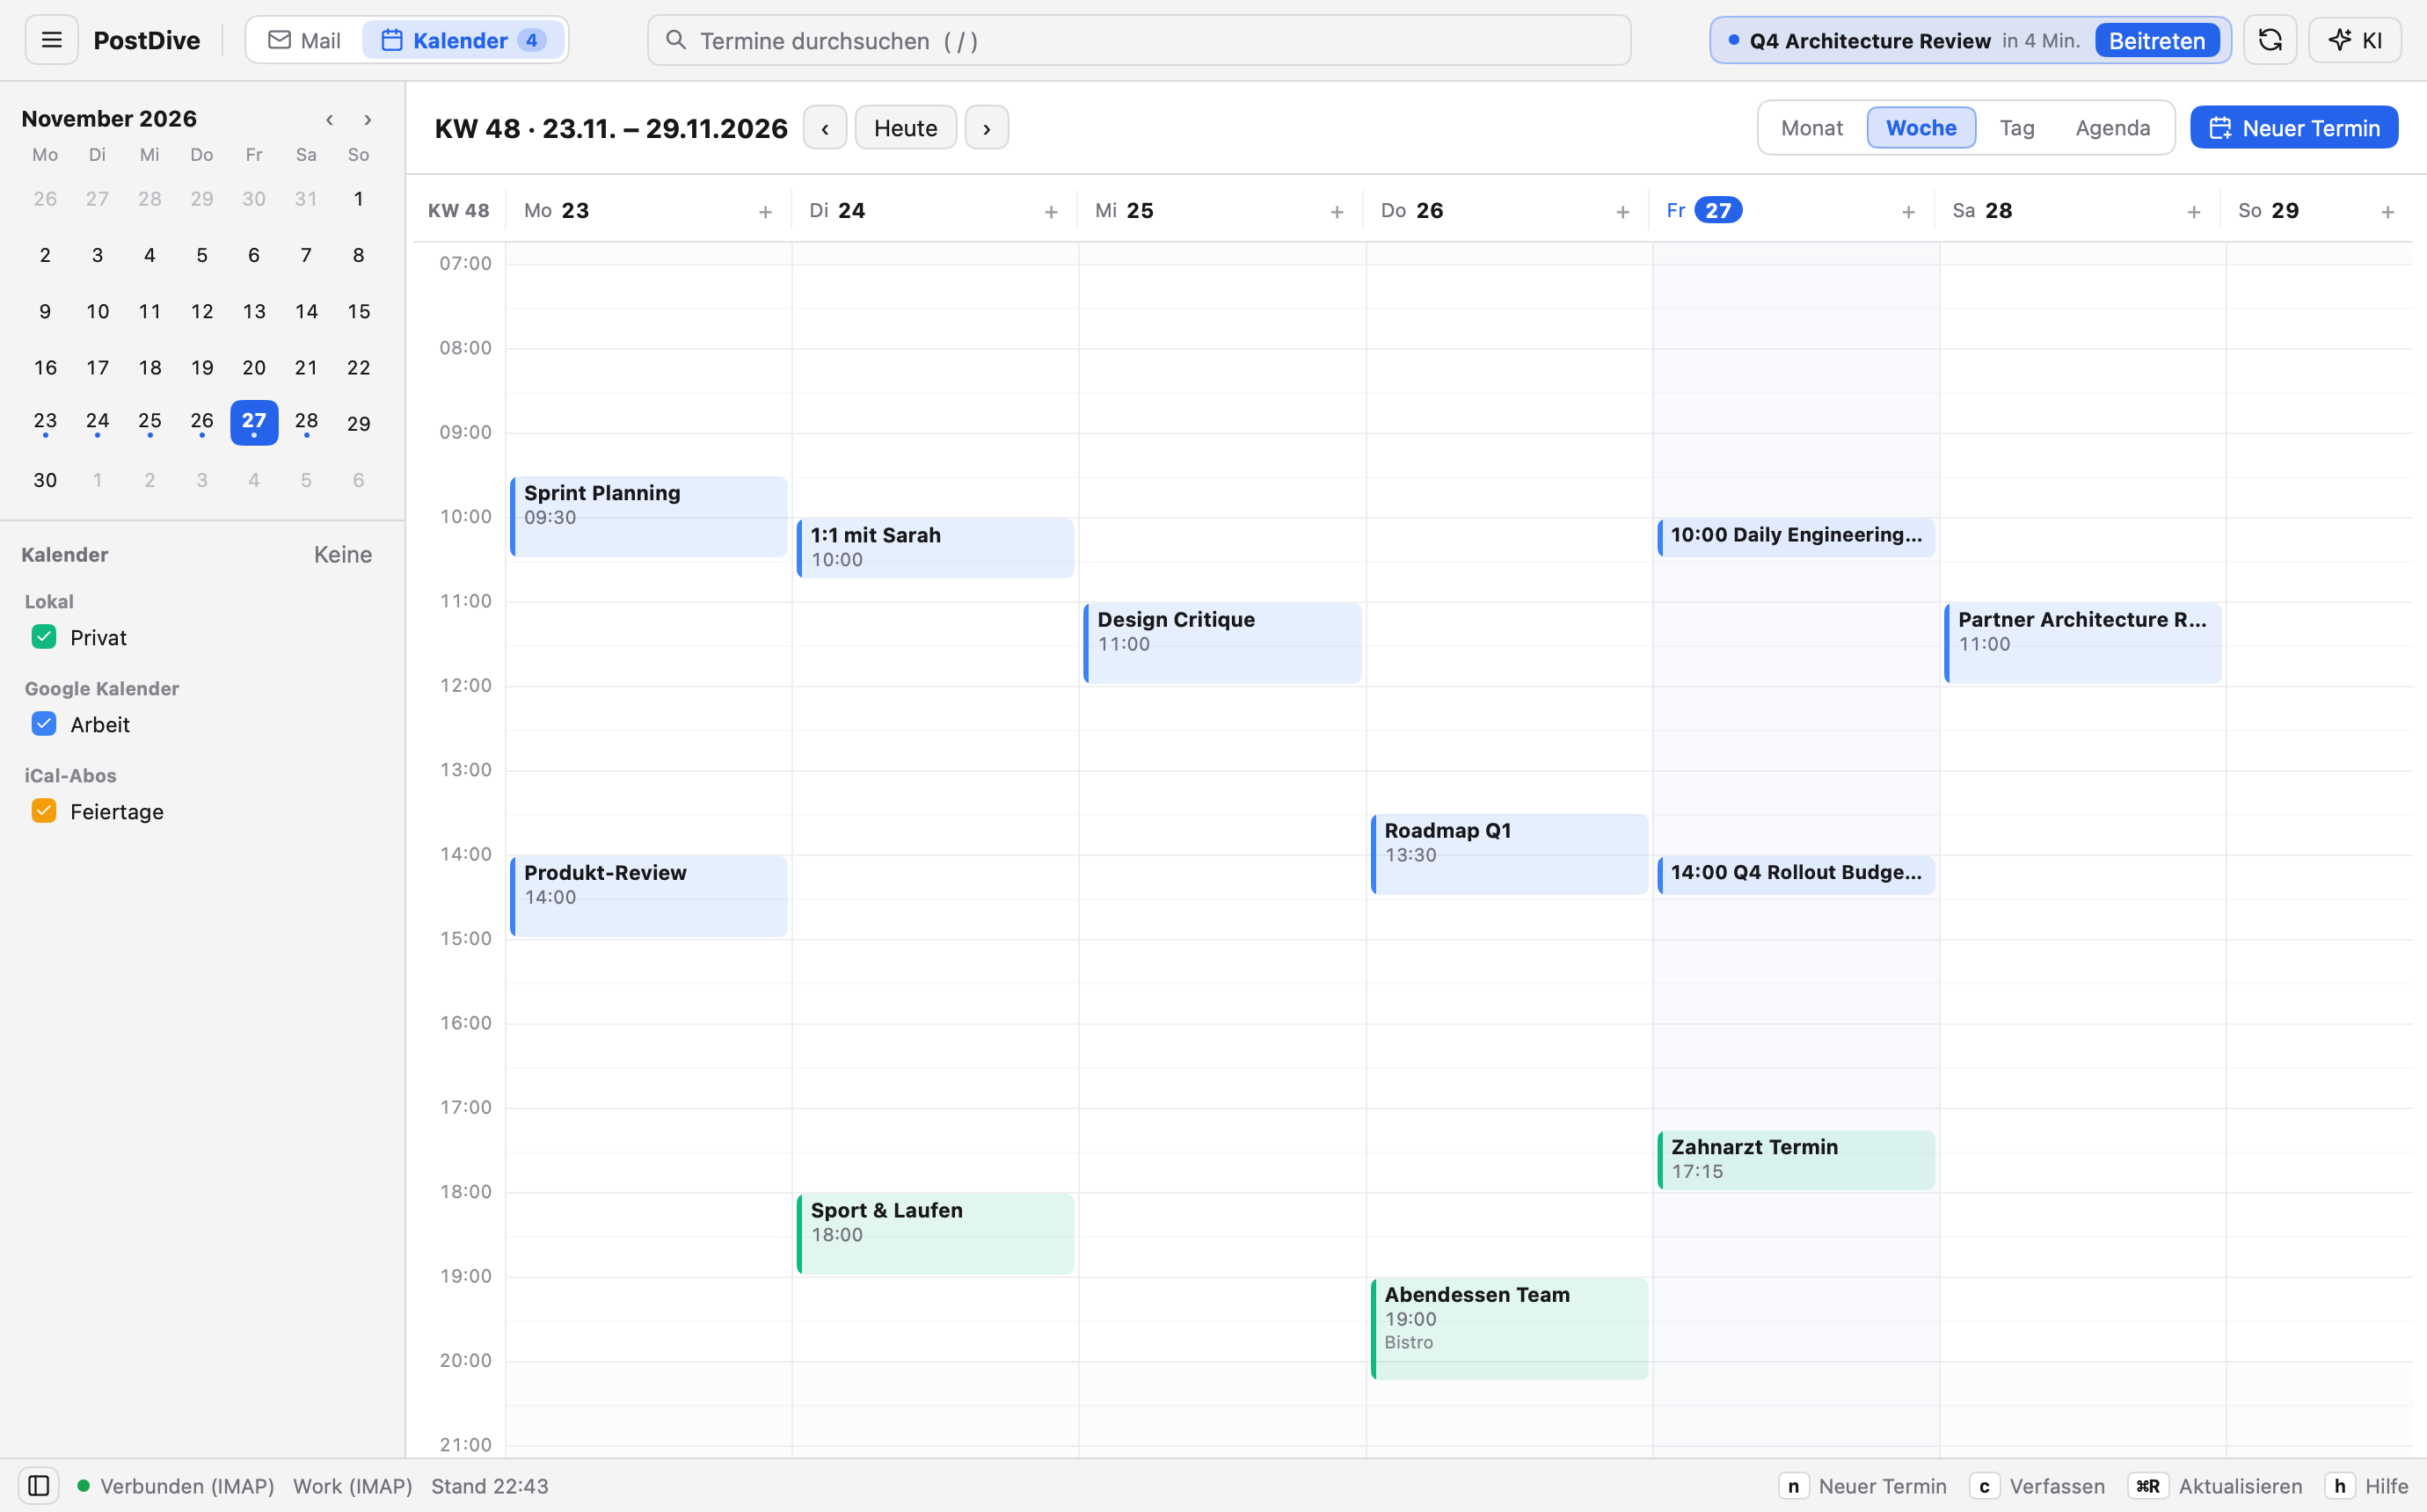 PostDive
Mail
Kalender 4
Termine durchsuchen ( / )
Q4 Architecture Review in 4 Min. Beitreten
KI
November 2026 ‹ ›
Mo Di Mi Do Fr Sa So
26 27 28 29 30 31 1
2 3 4 5 6 7 8
9 10 11 12 13 14 15
16 17 18 19 20 21 22
23 24 25 26 27 28 29
30 1 2 3 4 5 6
Kalender Keine
Lokal
Privat
Google Kalender
Arbeit
iCal-Abos
Feiertage
KW 48 · 23.11. – 29.11.2026 ‹ Heute ›
Monat Woche Tag Agenda
Neuer Termin
KW 48 Mo 23 + Di 24 + Mi 25 + Do 26 + Fr 27 + Sa 28 + So 29 +
07:00
08:00
09:00
10:00
11:00
12:00
13:00
14:00
15:00
16:00
17:00
18:00
19:00
20:00
21:00
Sprint Planning
09:30
Produkt-Review
14:00
1:1 mit Sarah
10:00
Sport & Laufen
18:00
Design Critique
11:00
Roadmap Q1
13:30
Abendessen Team
19:00
Bistro
10:00 Daily Engineering...
14:00 Q4 Rollout Budge...
Zahnarzt Termin
17:15
Partner Architecture R...
11:00
Verbunden (IMAP) Work (IMAP) Stand 22:43
n Neuer Termin c Verfassen ⌘R Aktualisieren h Hilfe